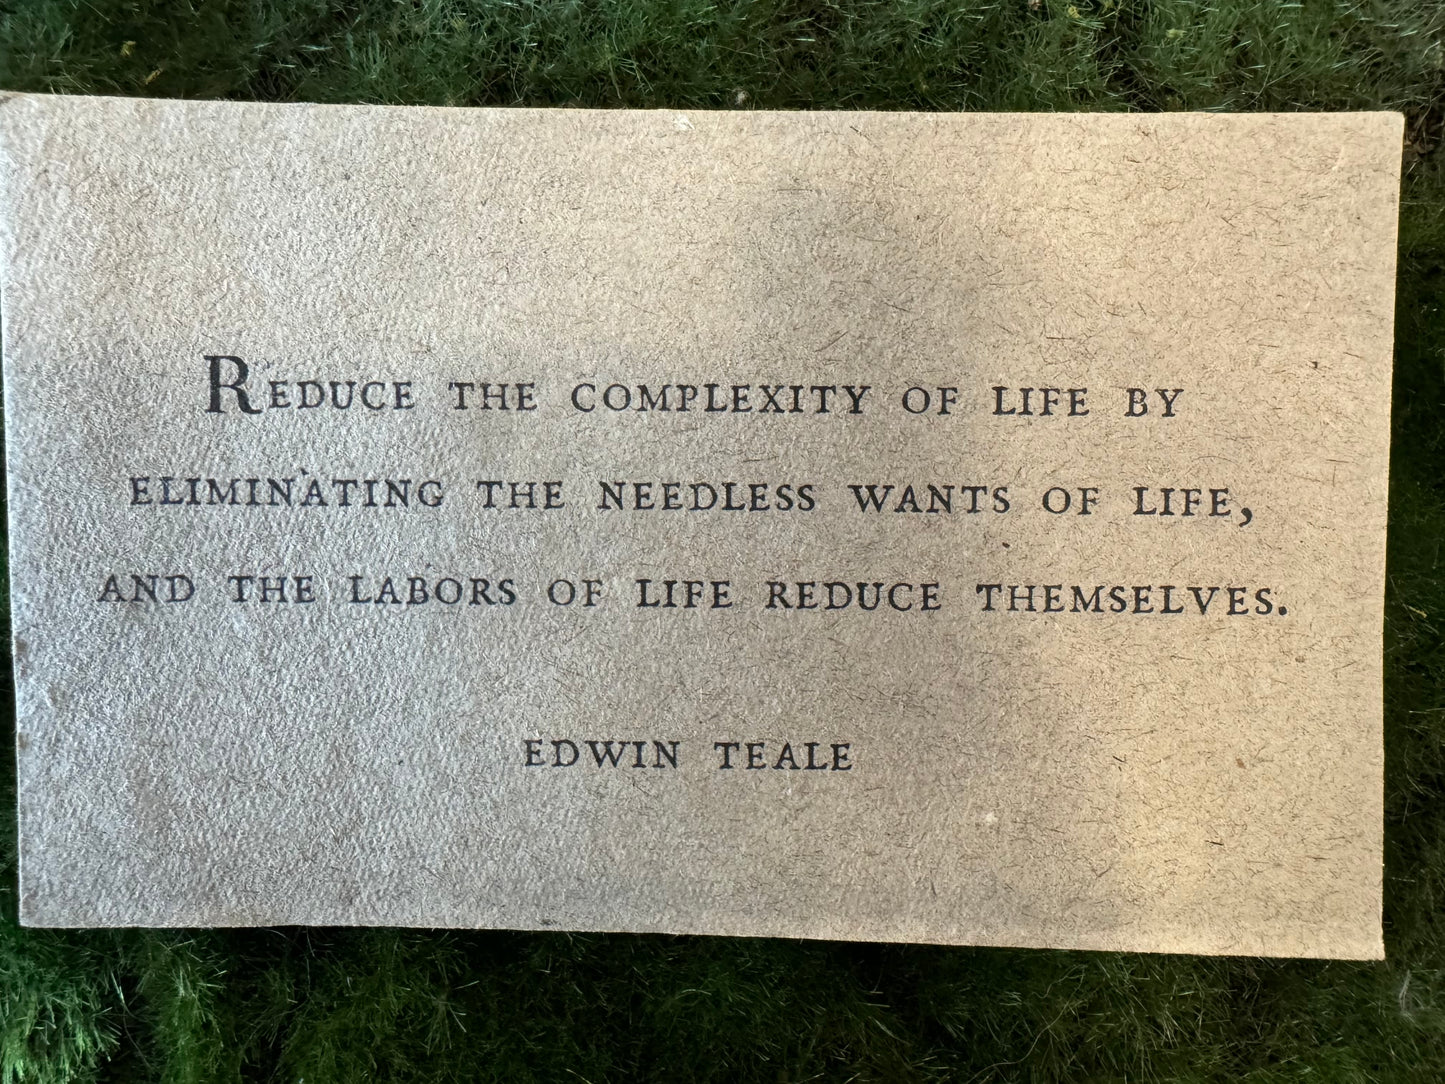 REDUCE THE COMPLEXITY OF LIFE BY
ELIMINATING THE NEEDLESS WANTS OF LIFE,
AND THE LABORS OF LIFE REDUCE THEMSELVES.
EDWIN TEALE